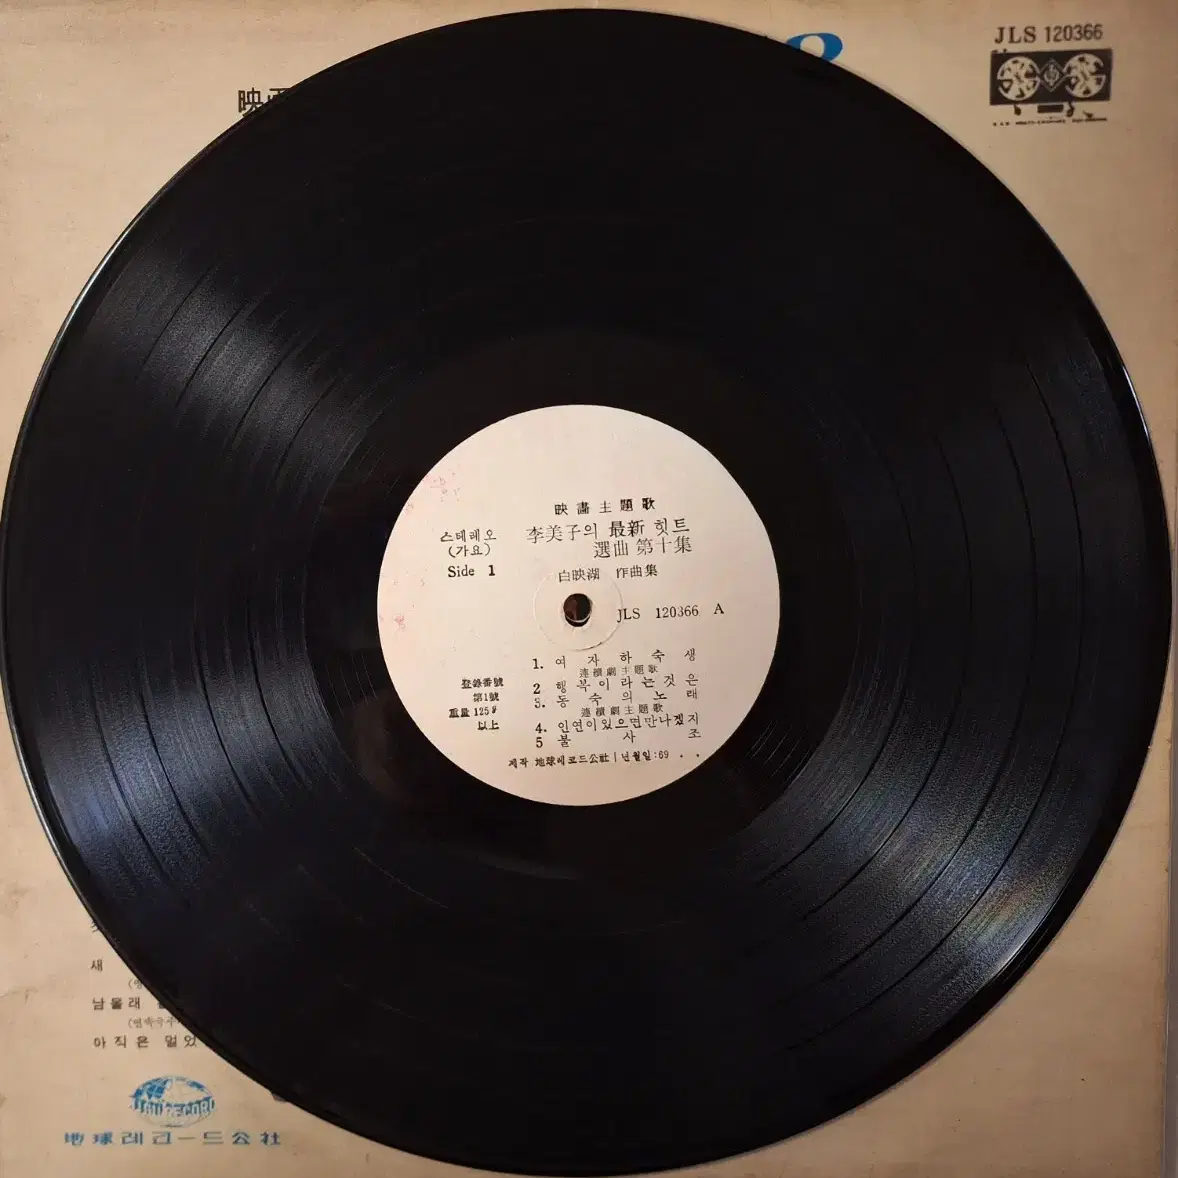 JLS 120366
映画
映畵主題歌
李美子의 最新 힛트
選曲 第十集
白映湖 作曲集
스테레오
(가요)
Side 1
JLS 120366 A
1. 여자하숙생
連續劇主題歌
2 행복이라는것은
3. 동숙의노래
連續劇主題歌
4. 인연이있으면만나겠지
5 불사조
登錄番號
第1號
重量 125g
以上
제작 地球레코드公社 | 년월일:69 . .
새
남몰래
아직은 멀었
地球레코ー드公社